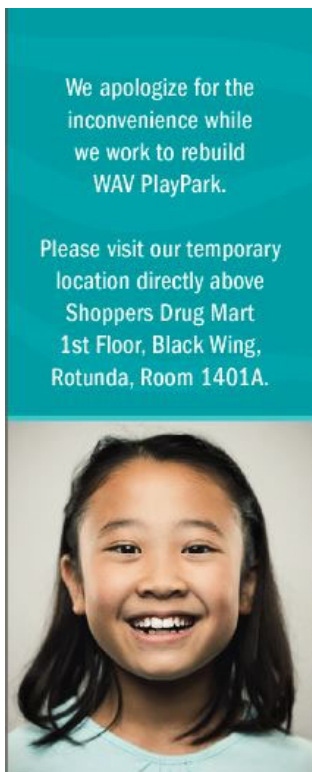 We apologize for the
inconvenience while
we work to rebuild
WAV PlayPark.
Please visit our temporary
location directly above
Shoppers Drug Mart
1st Floor, Black Wing,
Rotunda, Room 1401A.